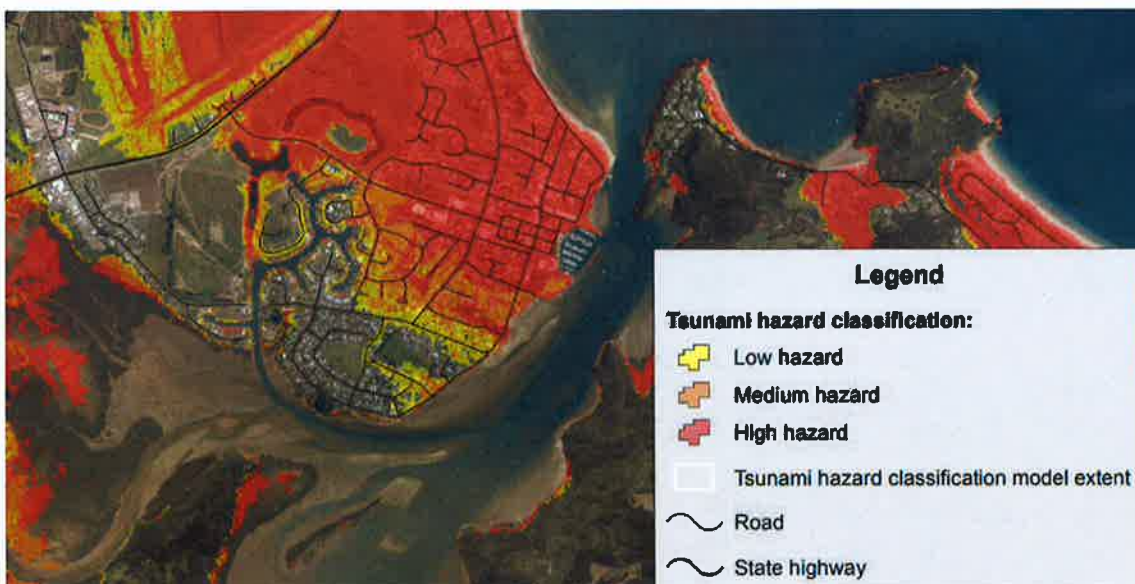 Legend
Tsunami hazard classification:
Low hazard
Medium hazard
High hazard
Tsunami hazard classification model extent
Road
State highway